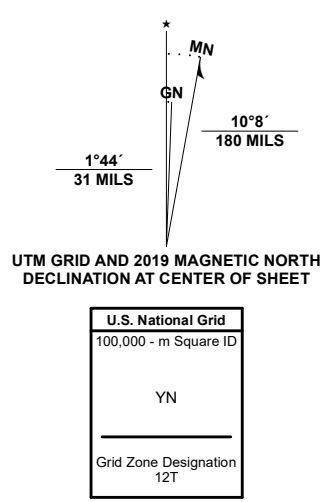 ★
MN
GN
10°8´
180 MILS
1°44´
31 MILS
UTM GRID AND 2019 MAGNETIC NORTH
DECLINATION AT CENTER OF SHEET
U.S. National Grid
100,000 - m Square ID
YN
Grid Zone Designation
12T